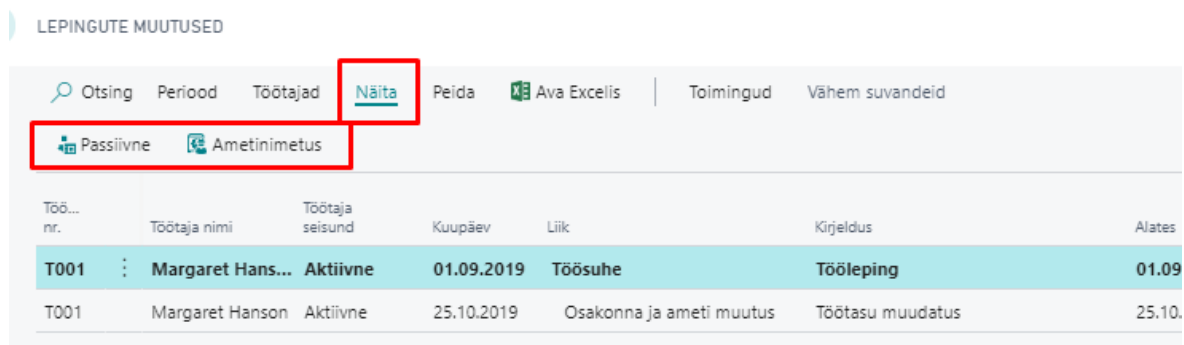 LEPINGUTE MUUTUSED
Otsing Periood Töötajad Näita Peida Ava Excelis Toimingud Vähem suvandeid
Passiivne Ametinimetus
Töö... nr. Töötaja nimi Töötaja seisund Kuupäev Liik Kirjeldus Alates
T001 Margaret Hans... Aktiivne 01.09.2019 Töösuhe Tööleping 01.09
T001 Margaret Hanson Aktiivne 25.10.2019 Osakonna ja ameti muutus Töötasu muudatus 25.10.